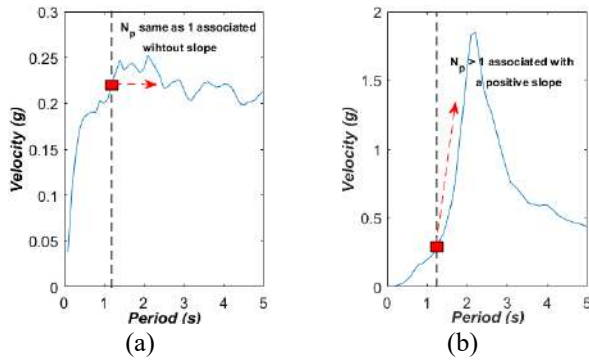 N_p same as 1 associated
wihtout slope
0.3
0.25
0.2
0.15
0.1
0.05
0
Velocity (g)
0 1 2 3 4 5
Period (s)
(a)
N_p > 1 associated with
a positive slope
2
1.5
1
0.5
0
Velocity (g)
0 1 2 3 4 5
Period (s)
(b)